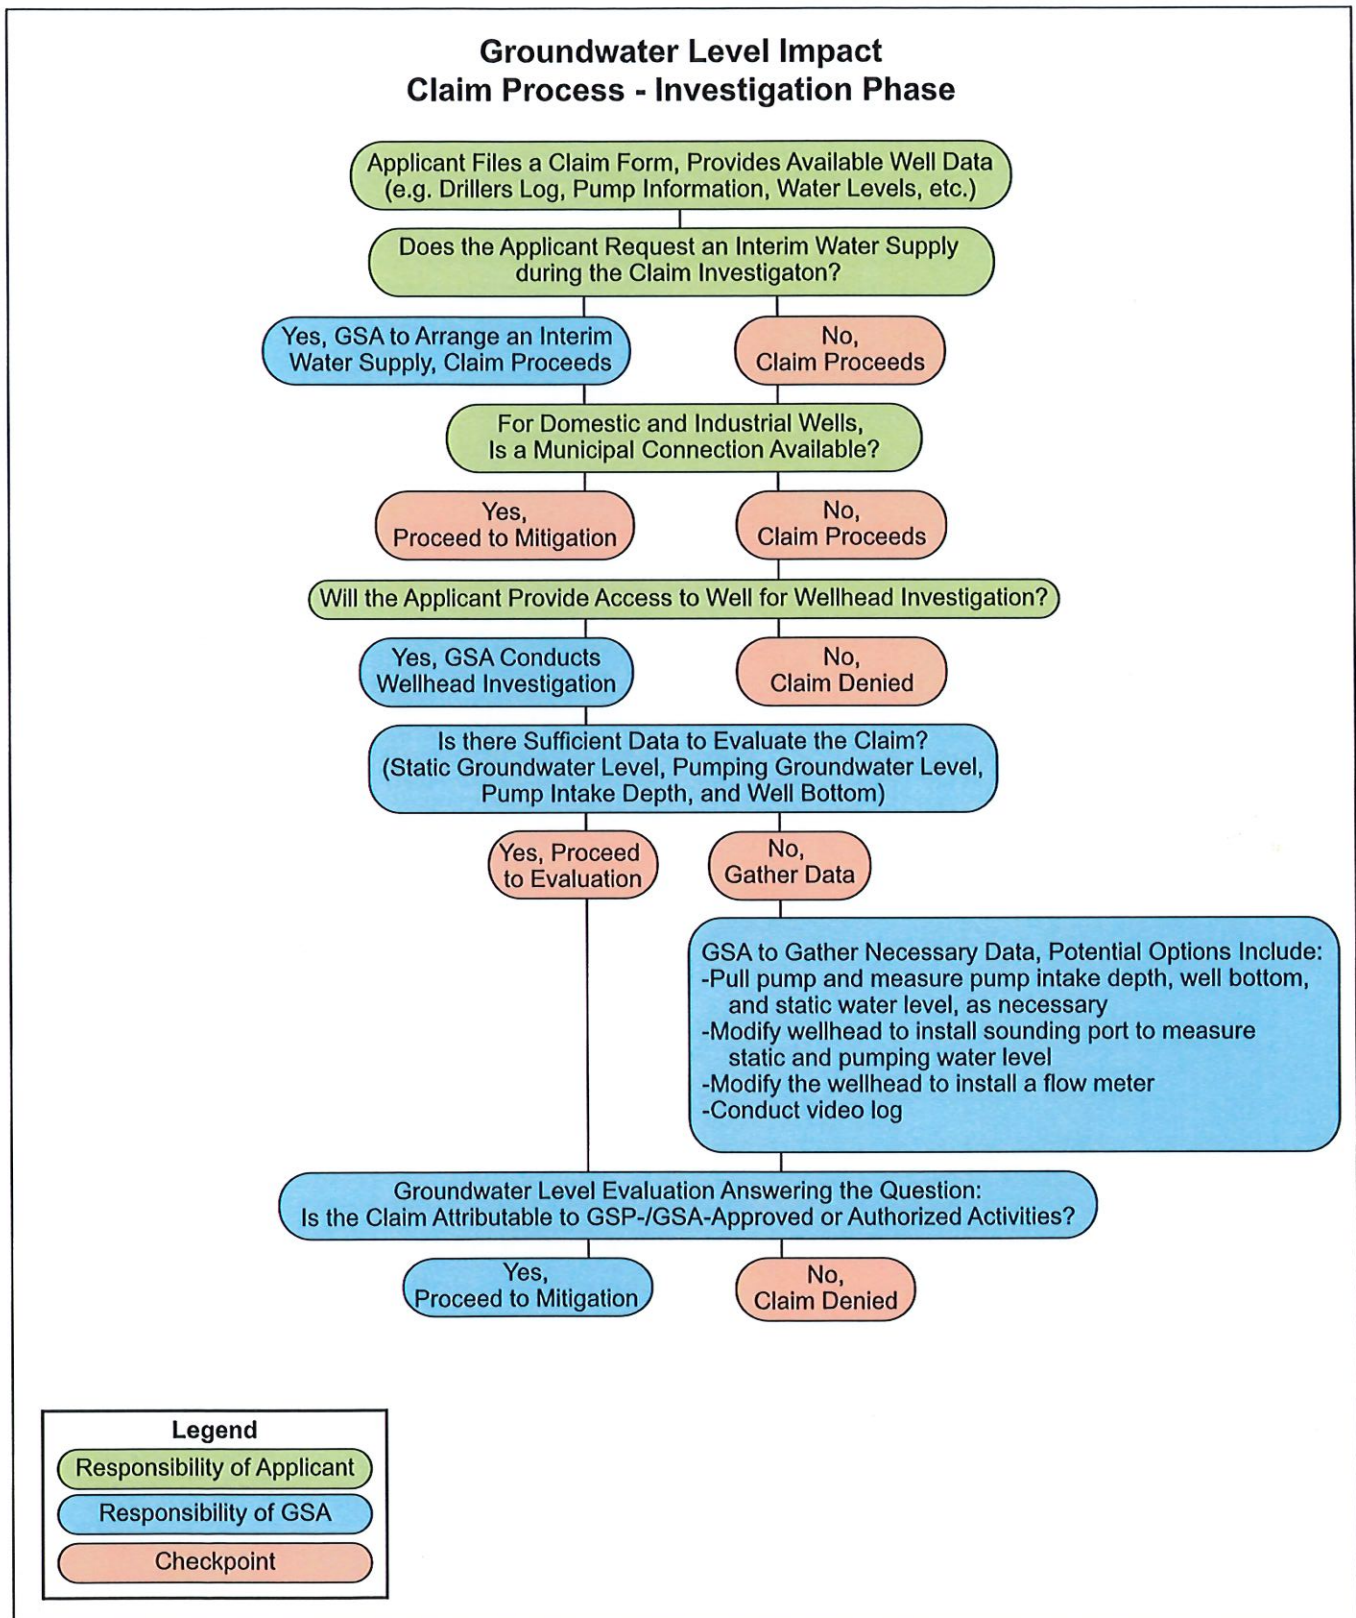 Groundwater Level Impact
Claim Process - Investigation Phase
Applicant Files a Claim Form, Provides Available Well Data
(e.g. Drillers Log, Pump Information, Water Levels, etc.)
Does the Applicant Request an Interim Water Supply
during the Claim Investigaton?
Yes, GSA to Arrange an Interim
Water Supply, Claim Proceeds
No,
Claim Proceeds
For Domestic and Industrial Wells,
Is a Municipal Connection Available?
Yes,
Proceed to Mitigation
No,
Claim Proceeds
Will the Applicant Provide Access to Well for Wellhead Investigation?
Yes, GSA Conducts
Wellhead Investigation
No,
Claim Denied
Is there Sufficient Data to Evaluate the Claim?
(Static Groundwater Level, Pumping Groundwater Level,
Pump Intake Depth, and Well Bottom)
Yes, Proceed
to Evaluation
No,
Gather Data
GSA to Gather Necessary Data, Potential Options Include:
-Pull pump and measure pump intake depth, well bottom,
and static water level, as necessary
-Modify wellhead to install sounding port to measure
static and pumping water level
-Modify the wellhead to install a flow meter
-Conduct video log
Groundwater Level Evaluation Answering the Question:
Is the Claim Attributable to GSP-/GSA-Approved or Authorized Activities?
Yes,
Proceed to Mitigation
No,
Claim Denied
Legend
Responsibility of Applicant
Responsibility of GSA
Checkpoint